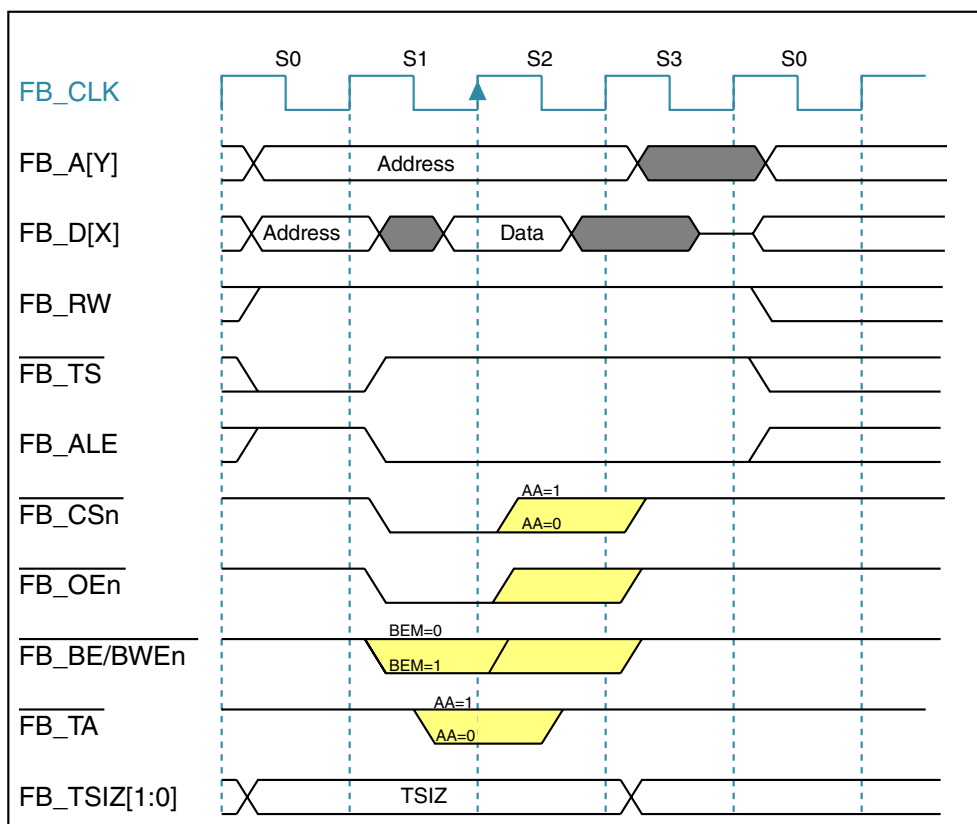 S0 S1 S2 S3 S0
FB_CLK
FB_A[Y] Address
FB_D[X] Address Data
FB_RW
FB_TS
FB_ALE
AA=1
FB_CSn AA=0
FB_OEn
BEM=0
FB_BE/BWEn BEM=1
AA=1
FB_TA AA=0
FB_TSIZ[1:0] TSIZ